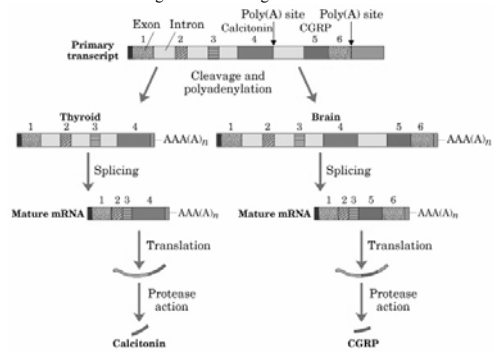 Poly(A) site Poly(A) site
Exon Intron Calcitonin CGRP
1 2 3 4 5 6
Primary
transcript
Cleavage and
polyadenylation
Thyroid Brain
1 2 3 4 AAA(A)n 1 2 3 4 5 6 AAA(A)n
Splicing Splicing
1 2 3 4 1 2 3 5 6
Mature mRNA AAA(A)n Mature mRNA AAA(A)n
Translation Translation
Protease
action
Protease
action
Calcitonin CGRP